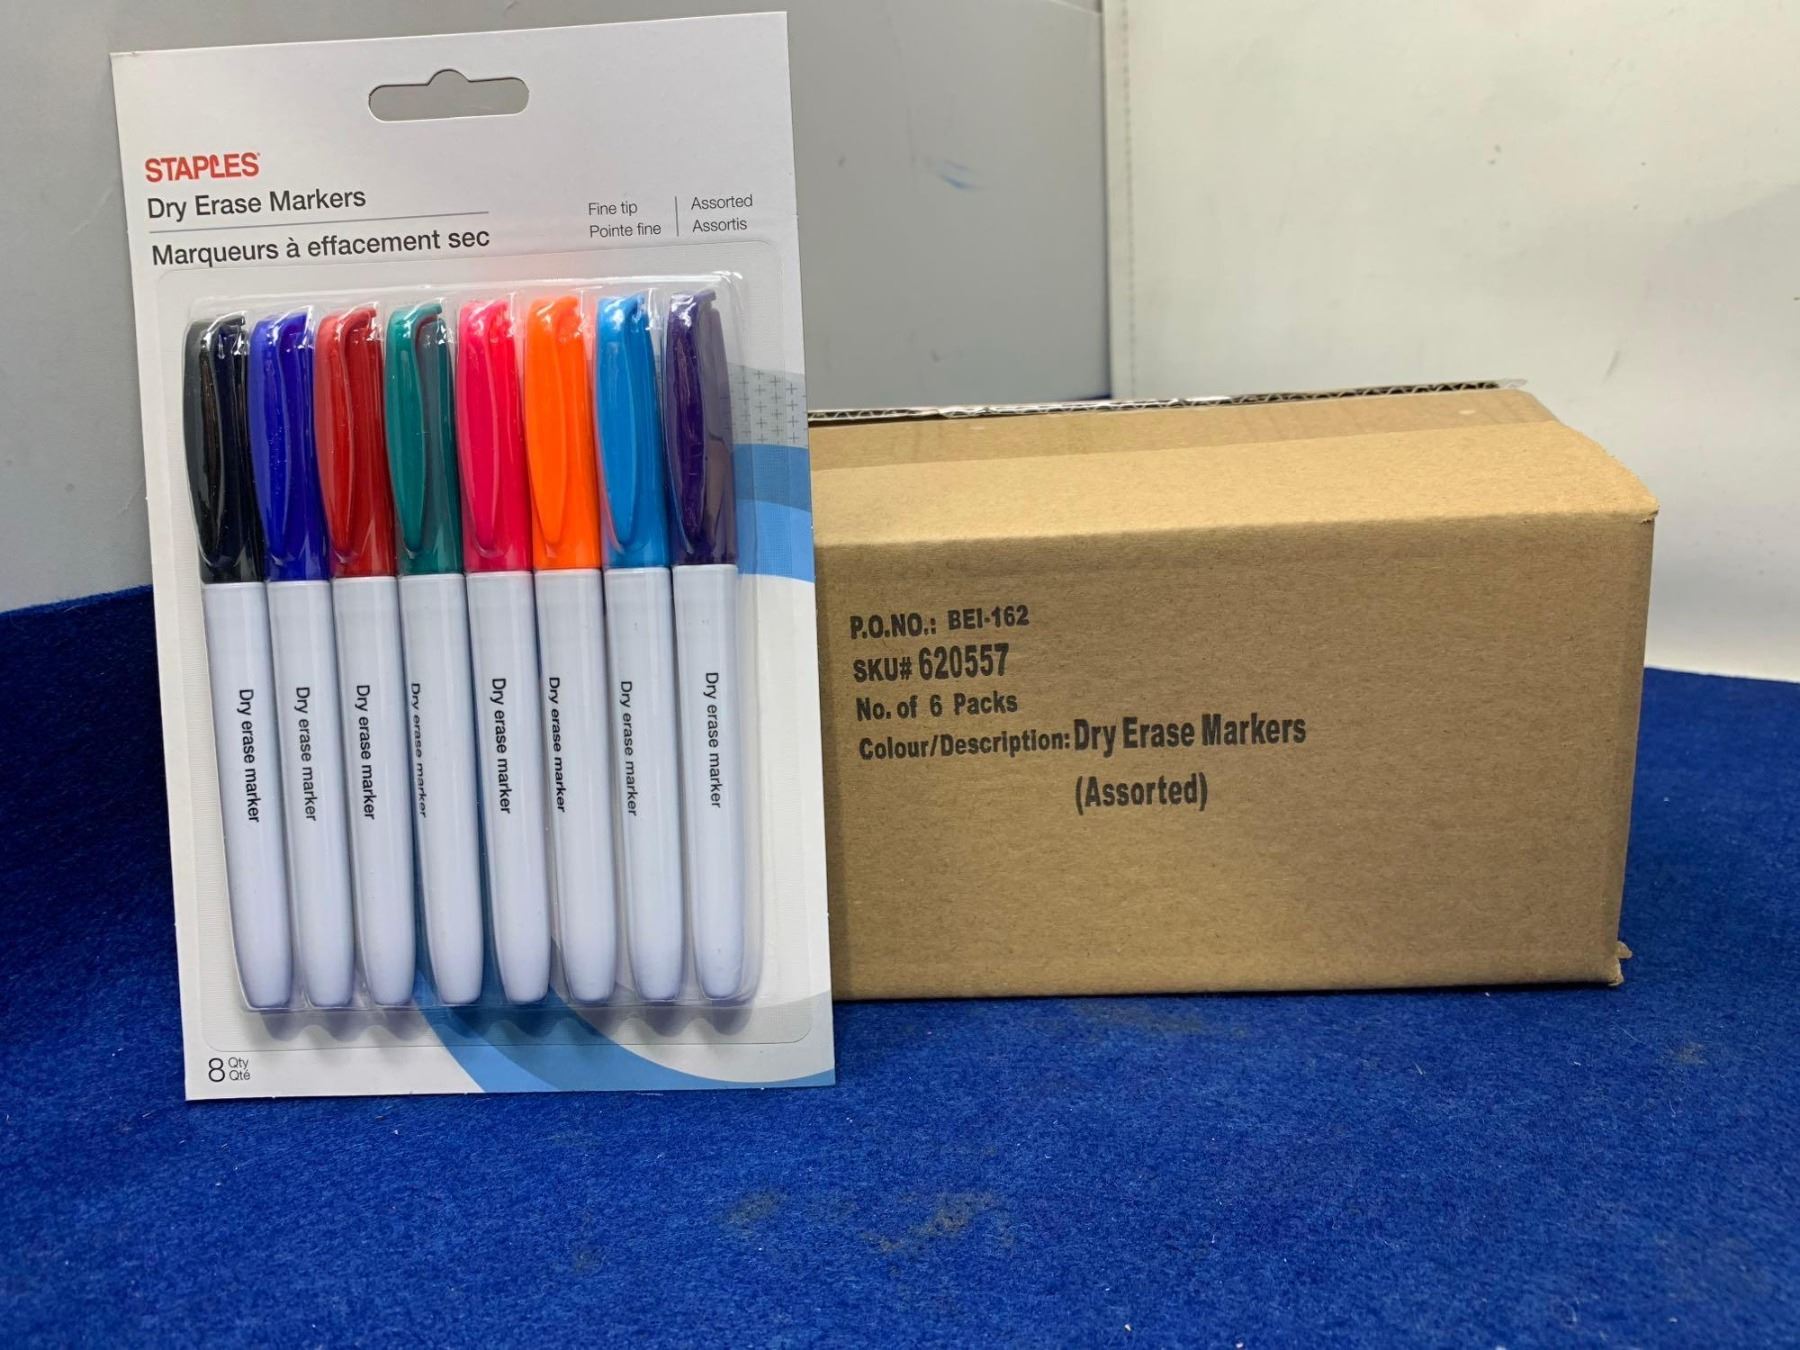 STAPLES
Dry Erase Markers
Marqueurs à effacement sec
Fine tip
Pointe fine
Assorted
Assortis
Dry erase marker
Dry erase marker
Dry erase marker
Dry erase marker
Dry erase marker
Dry erase marker
Dry erase marker
Dry erase marker
8 Qty
Qté
P.O.NO.: BEI-162
SKU# 620557
No. of 6 Packs
Colour/Description: Dry Erase Markers
(Assorted)